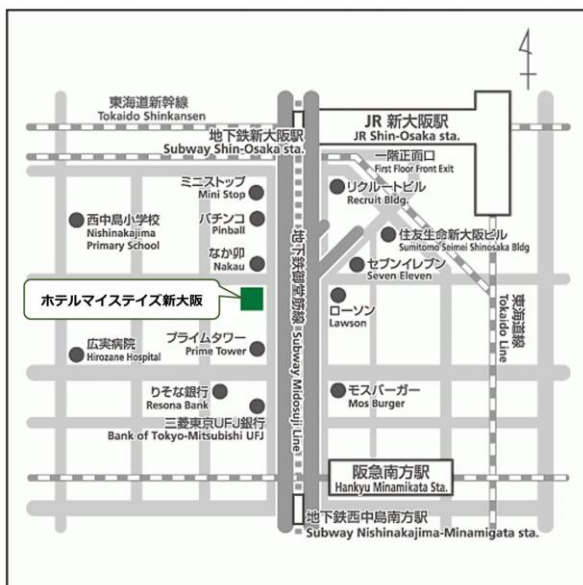 東海道新幹線
Tokaido Shinkansen
地下鉄新大阪駅
Subway Shin-Osaka sta.
JR 新大阪駅
JR Shin-Osaka sta.
一階正面口
First Floor Front Exit
ミニストップ
Mini Stop
リクルートビル
Recruit Bldg.
西中島小学校
Nishinakajima
Primary School
パチンコ
Pinball
住友生命新大阪ビル
Sumitomo Seimei Shinosaka Bldg
なか卯
Nakau
セブンイレブン
Seven Eleven
地下鉄御堂筋線
Subway Midosuji Line
ホテルマイステイズ新大阪
ローソン
Lawson
東海道線
Tokaido Line
広実病院
Hirozane Hospital
プライムタワー
Prime Tower
りそな銀行
Resona Bank
モスバーガー
Mos Burger
三菱東京UFJ銀行
Bank of Tokyo-Mitsubishi UFJ
阪急南方駅
Hankyu Minamikata Sta.
地下鉄西中島南方駅
Subway Nishinakajima-Minamigata sta.